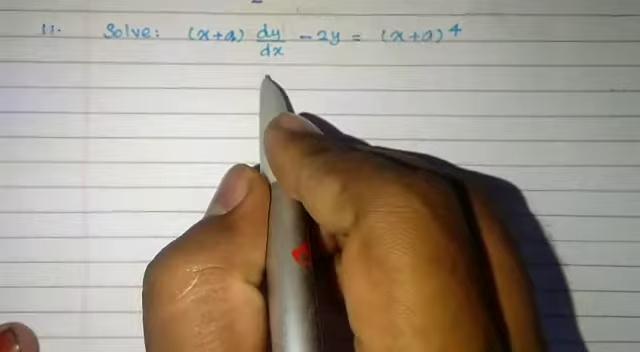 11. Solve: (x+a) dy/dx - 2y = (x+a)^4